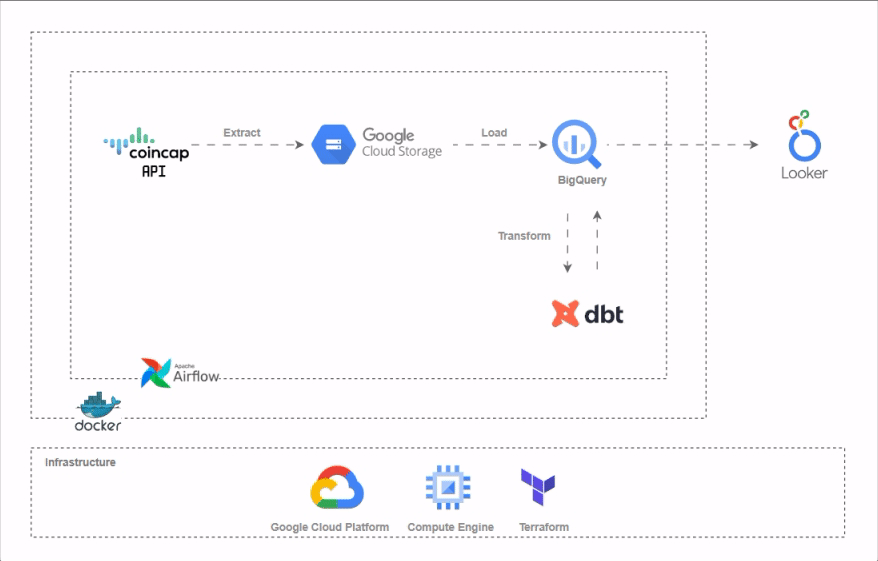 coincap
API
Extract
Google
Cloud Storage
Load
BigQuery
Looker
Transform
dbt
Apache
Airflow
docker
Infrastructure
Google Cloud Platform
Compute Engine
Terraform